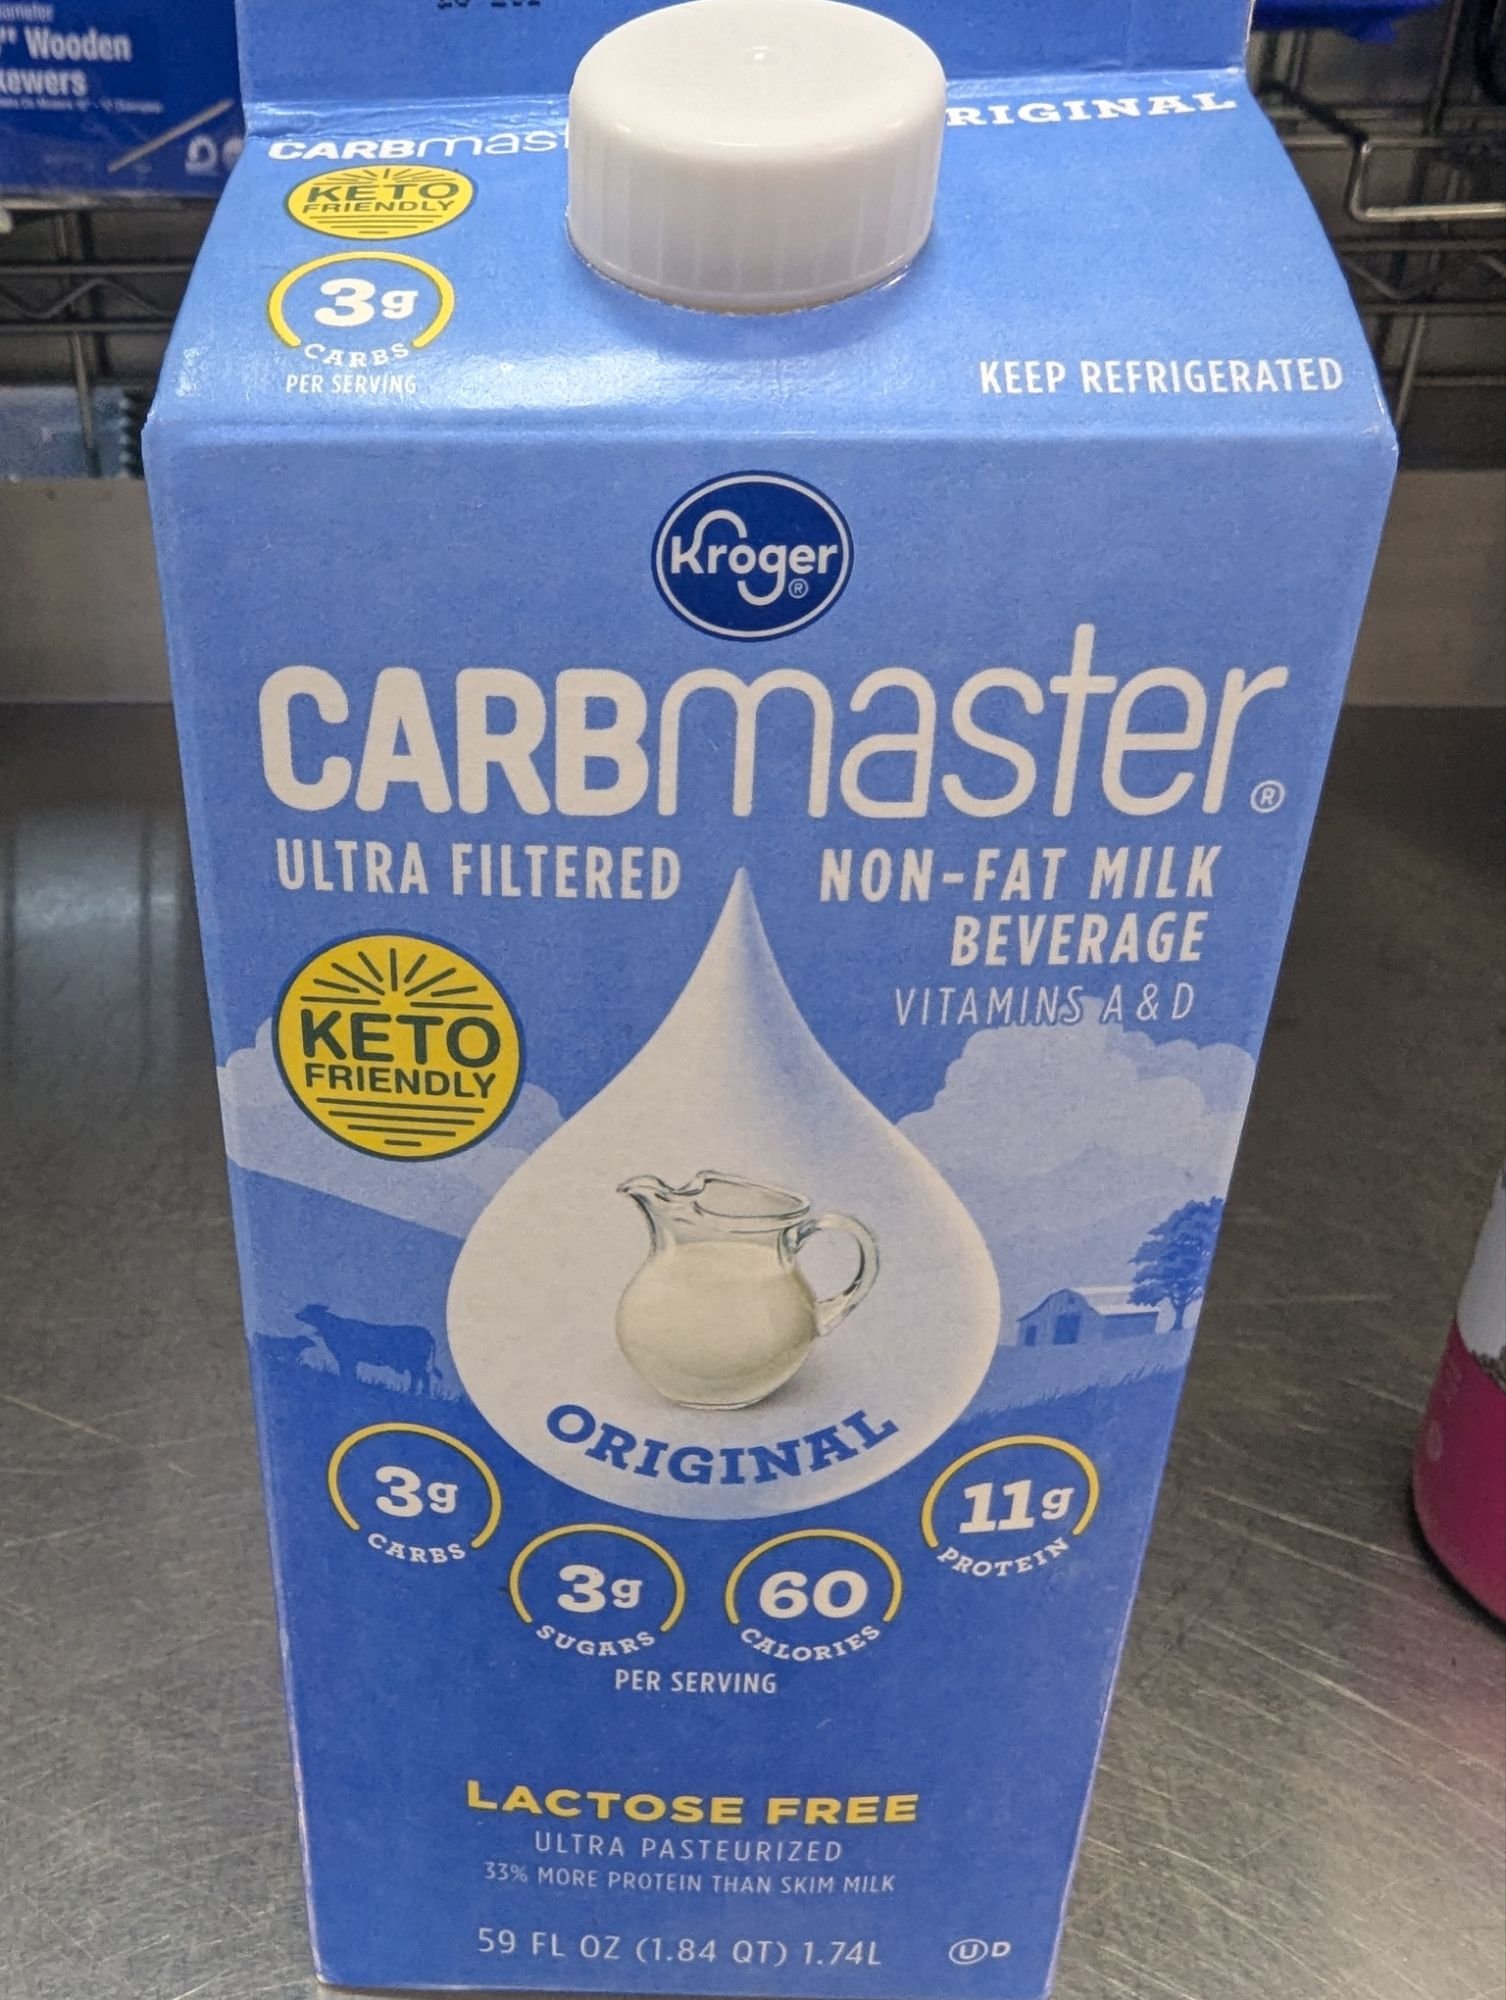 Wooden
CARBmas
RIGINAL
KETO
FRIENDLY
3g
CARBS
PER SERVING
KEEP REFRIGERATED
Kroger®
CARBmaster®
ULTRA FILTERED
NON-FAT MILK
BEVERAGE
VITAMINS A & D
KETO
FRIENDLY
ORIGINAL
3g
CARBS
3g
SUGARS
60
CALORIES
11g
PROTEIN
PER SERVING
LACTOSE FREE
ULTRA PASTEURIZED
33% MORE PROTEIN THAN SKIM MILK
59 FL OZ (1.84 QT) 1.74L
U D